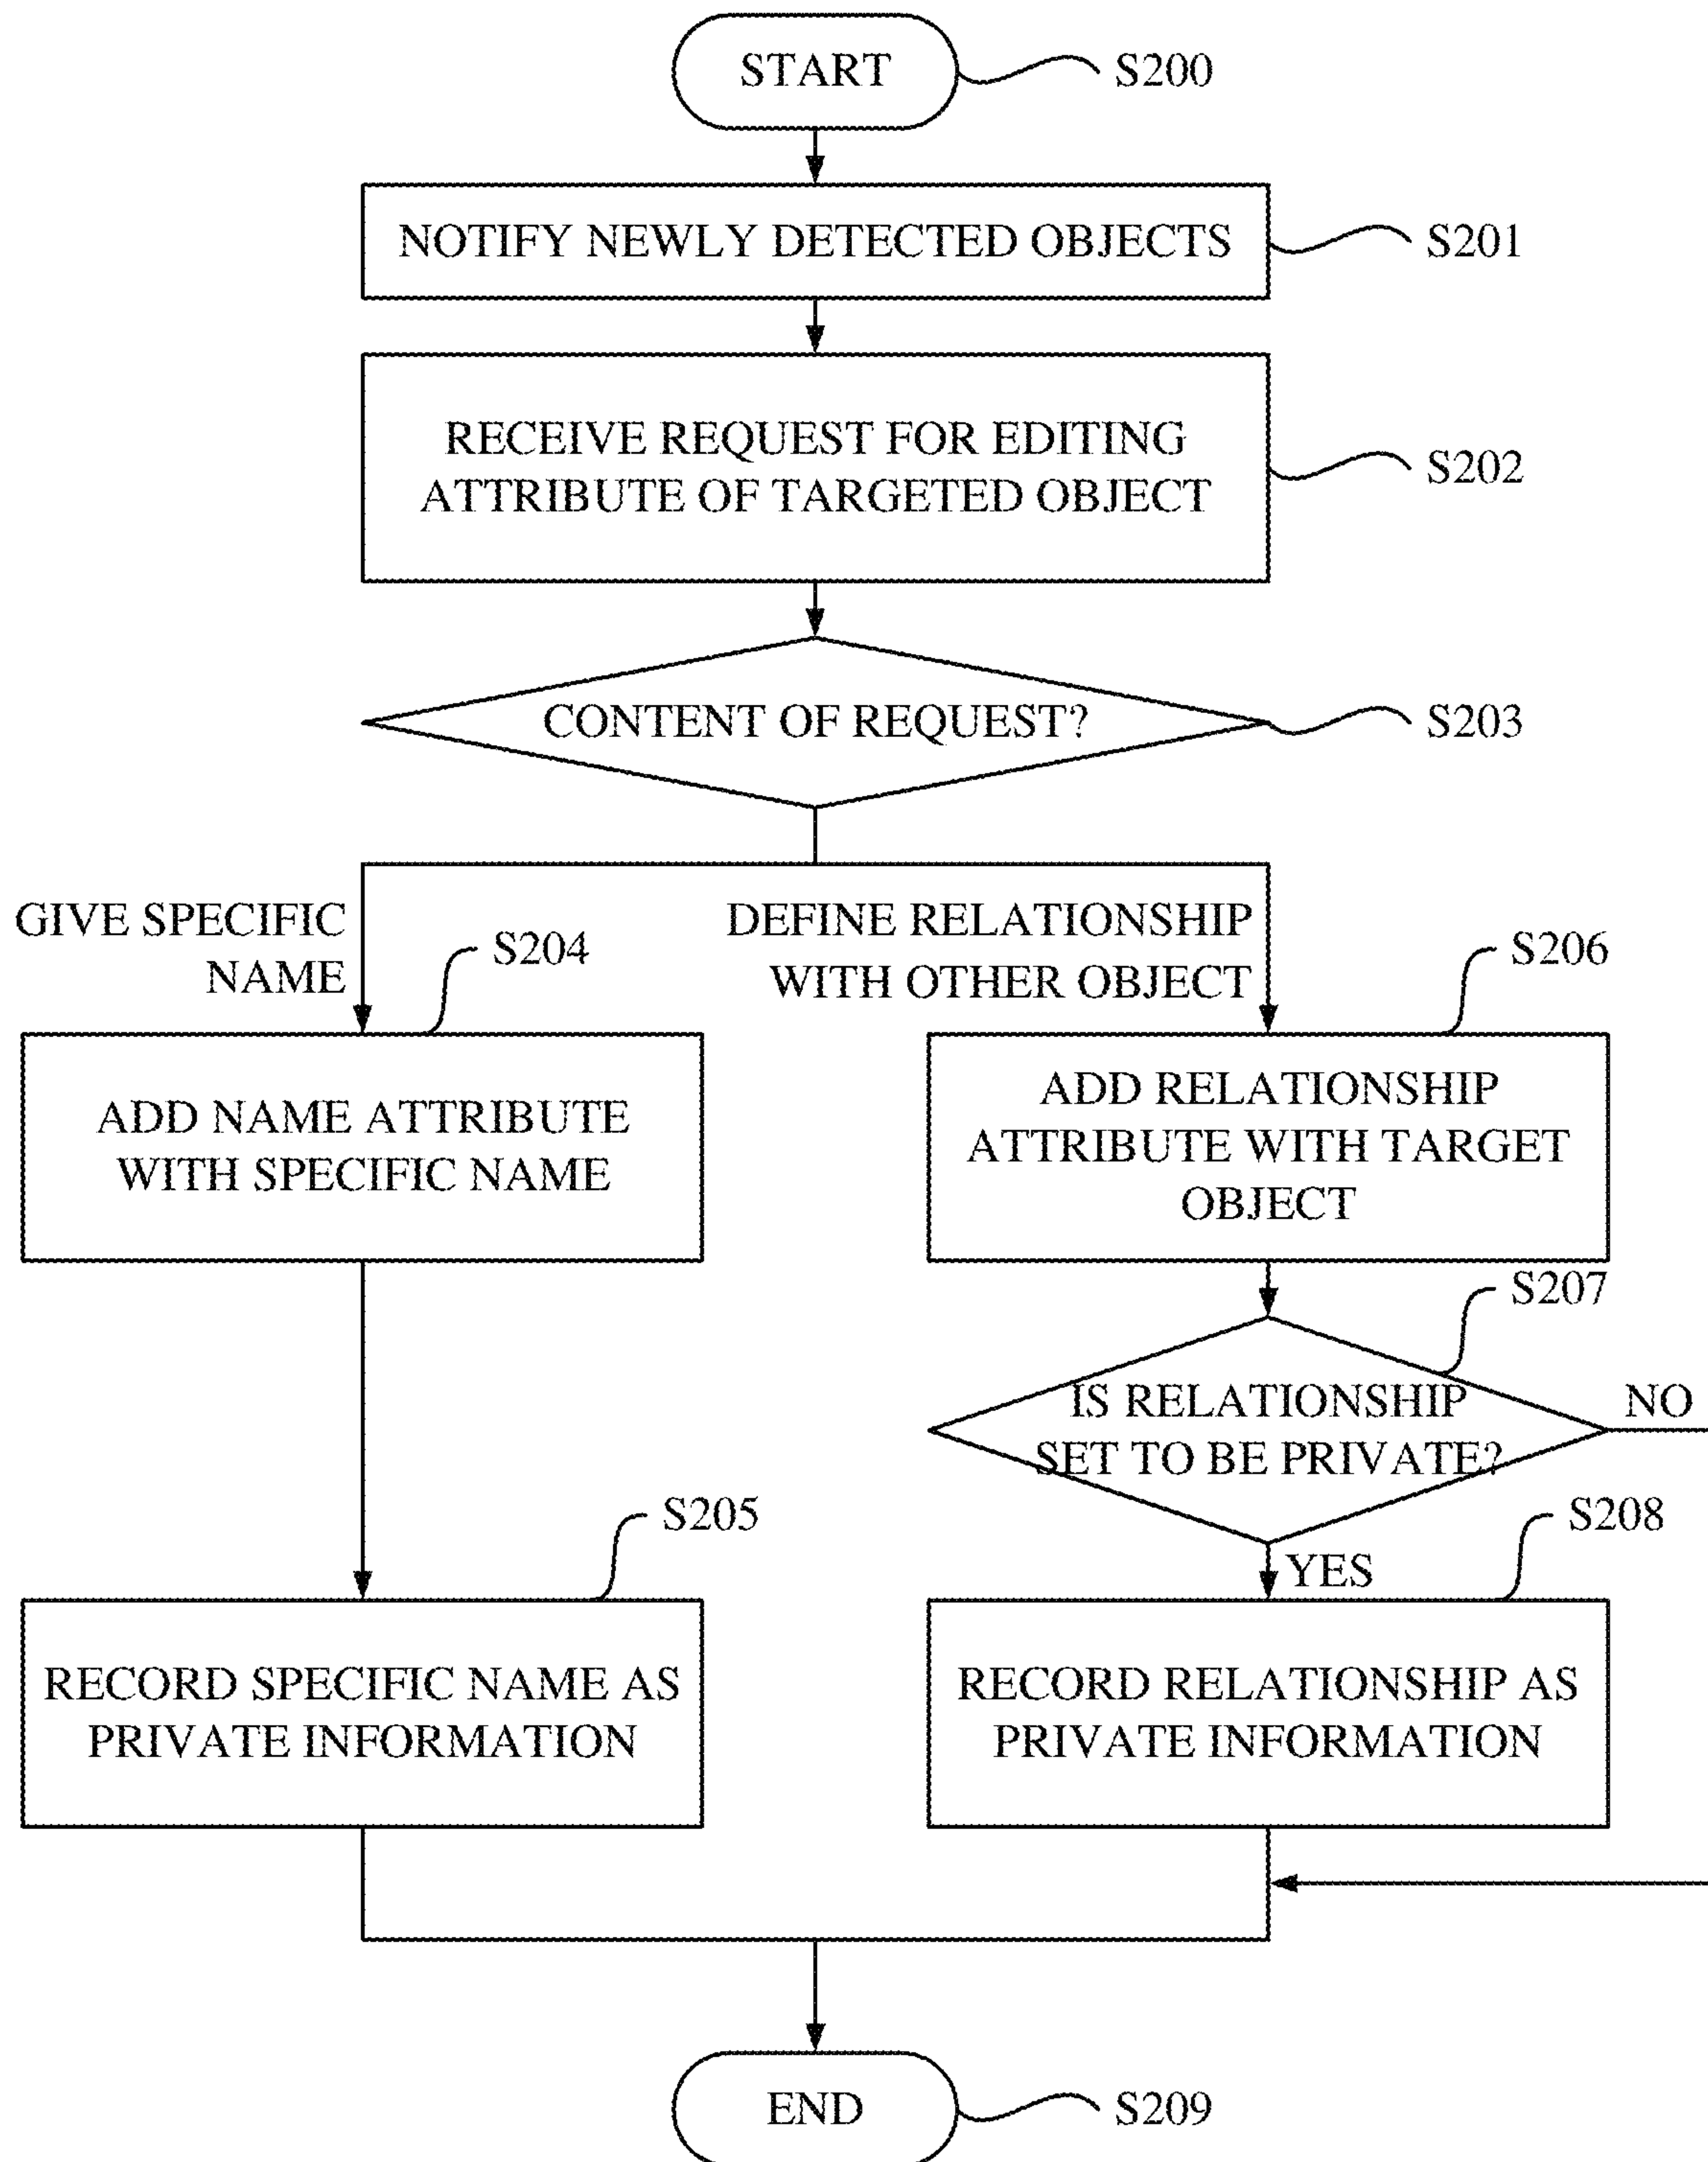 START
S200
NOTIFY NEWLY DETECTED OBJECTS
S201
RECEIVE REQUEST FOR EDITING
ATTRIBUTE OF TARGETED OBJECT
S202
CONTENT OF REQUEST?
S203
GIVE SPECIFIC
NAME
S204
DEFINE RELATIONSHIP
WITH OTHER OBJECT
S206
ADD NAME ATTRIBUTE
WITH SPECIFIC NAME
ADD RELATIONSHIP
ATTRIBUTE WITH TARGET
OBJECT
S207
IS RELATIONSHIP
SET TO BE PRIVATE?
NO
YES
S205
S208
RECORD SPECIFIC NAME AS
PRIVATE INFORMATION
RECORD RELATIONSHIP AS
PRIVATE INFORMATION
END
S209